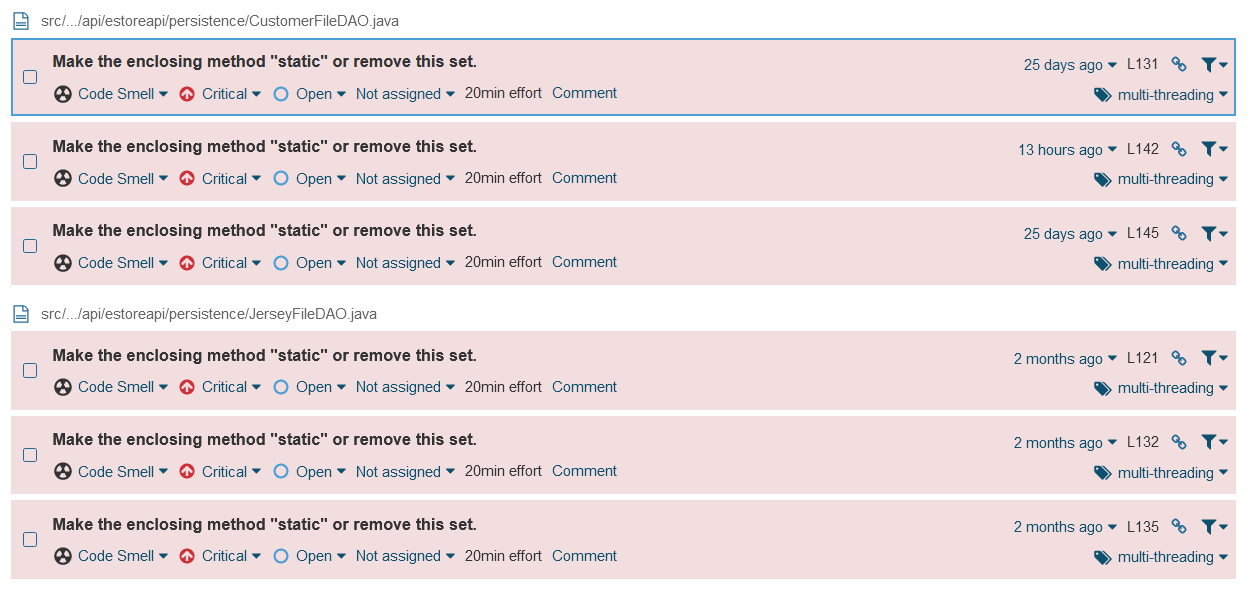 src/.../api/estoreapi/persistence/CustomerFileDAO.java
Make the enclosing method "static" or remove this set. 25 days ago L131
Code Smell Critical Open Not assigned 20min effort Comment multi-threading
Make the enclosing method "static" or remove this set. 13 hours ago L142
Code Smell Critical Open Not assigned 20min effort Comment multi-threading
Make the enclosing method "static" or remove this set. 25 days ago L145
Code Smell Critical Open Not assigned 20min effort Comment multi-threading
src/.../api/estoreapi/persistence/JerseyFileDAO.java
Make the enclosing method "static" or remove this set. 2 months ago L121
Code Smell Critical Open Not assigned 20min effort Comment multi-threading
Make the enclosing method "static" or remove this set. 2 months ago L132
Code Smell Critical Open Not assigned 20min effort Comment multi-threading
Make the enclosing method "static" or remove this set. 2 months ago L135
Code Smell Critical Open Not assigned 20min effort Comment multi-threading